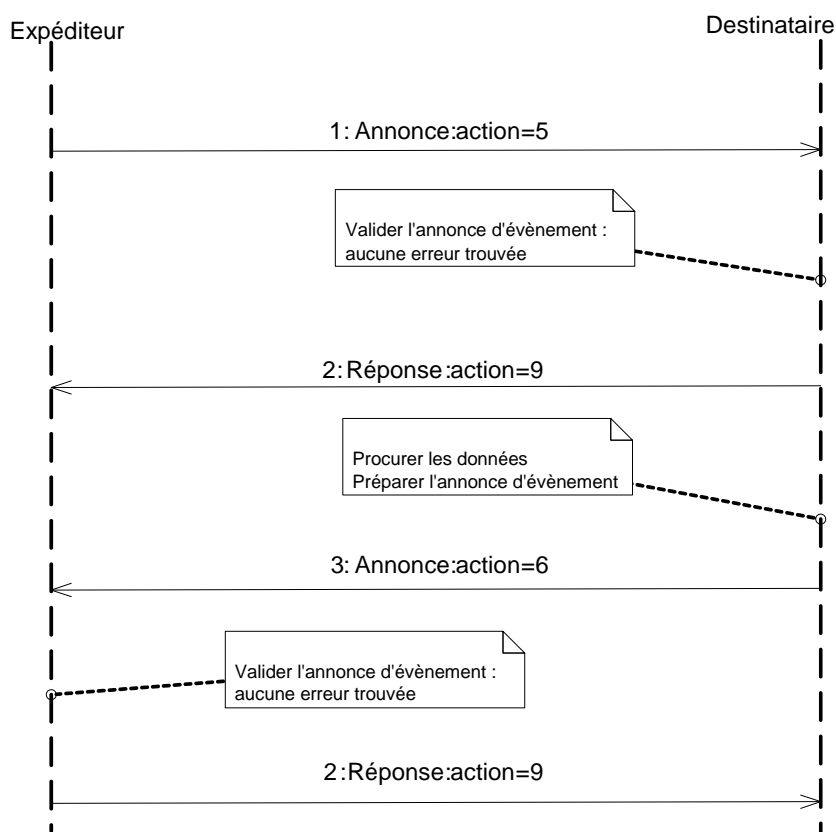 Expéditeur
Destinataire
1: Annonce:action=5
Valider l'annonce d'évènement :
aucune erreur trouvée
2:Réponse:action=9
Procurer les données
Préparer l'annonce d'évènement
3: Annonce:action=6
Valider l'annonce d'évènement :
aucune erreur trouvée
2:Réponse:action=9